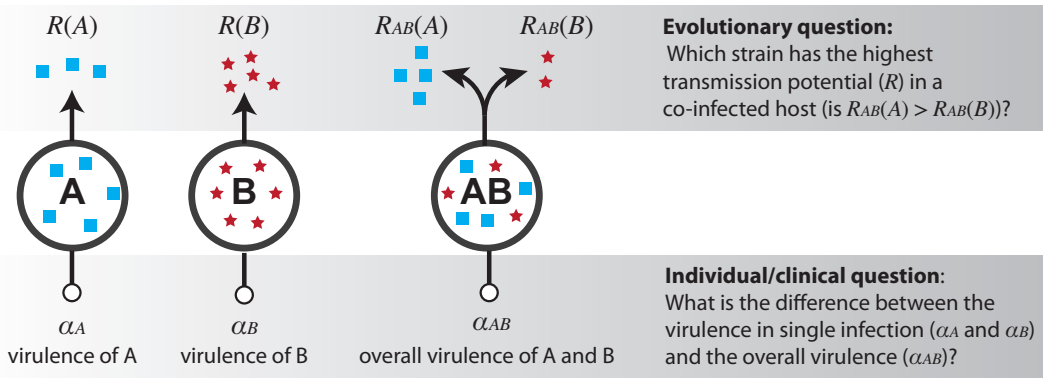 R(A)
R(B)
RAB(A)
RAB(B)
Evolutionary question:
Which strain has the highest
transmission potential (R) in a
co-infected host (is RAB(A) > RAB(B))?
A
B
AB
αA
αB
αAB
virulence of A
virulence of B
overall virulence of A and B
Individual/clinical question:
What is the difference between the
virulence in single infection (αA and αB)
and the overall virulence (αAB)?